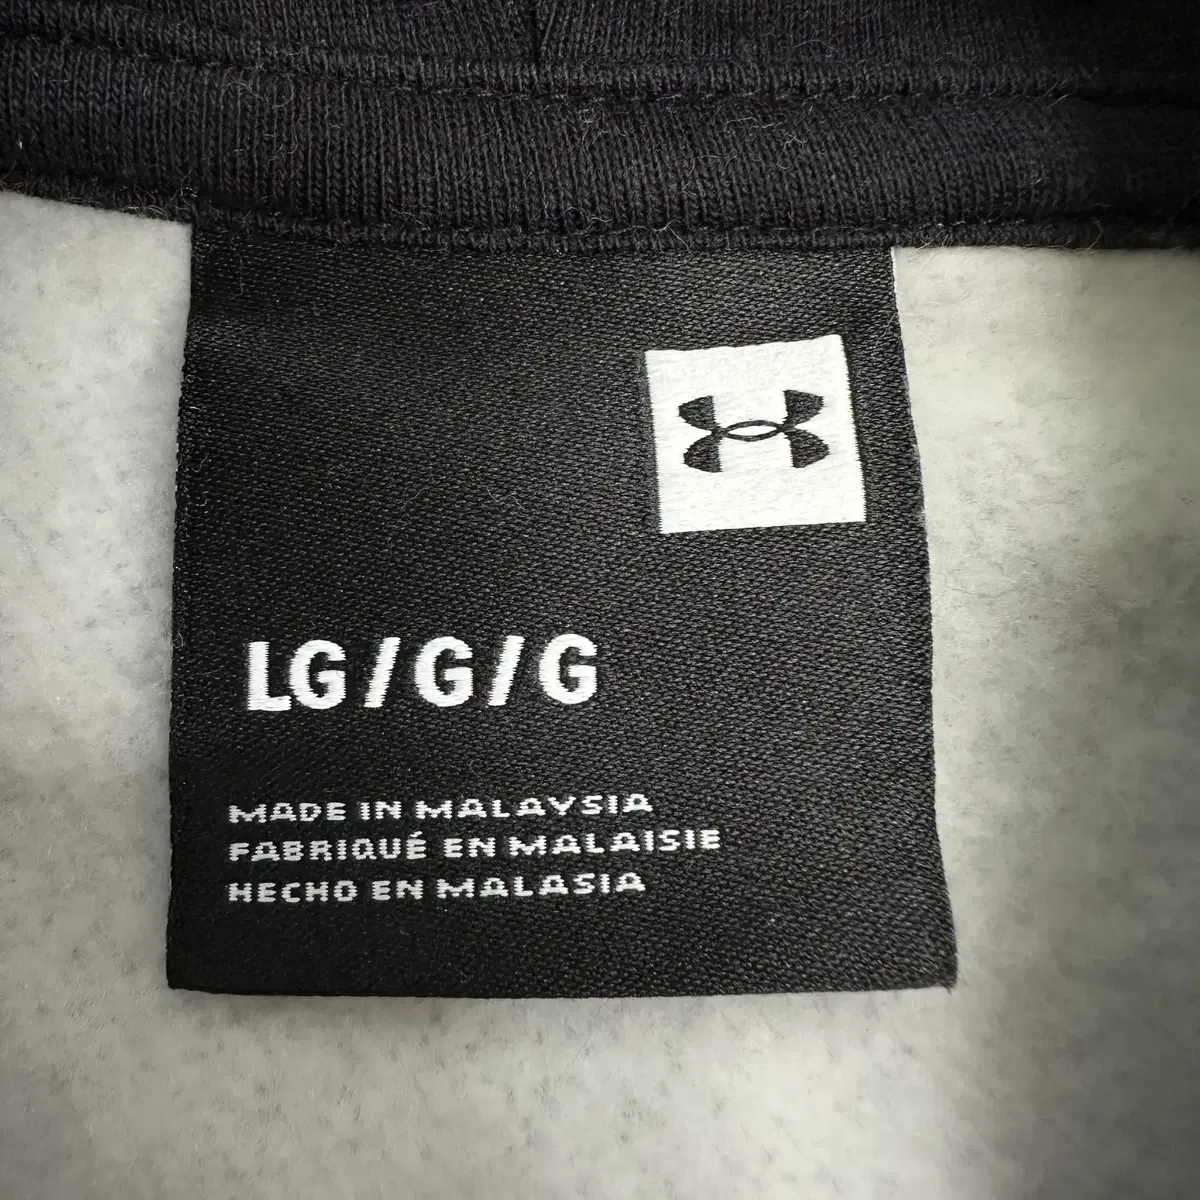 LG/G/G
MADE IN MALAYSIA
FABRIQUÉ EN MALAISIE
HECHO EN MALASIA